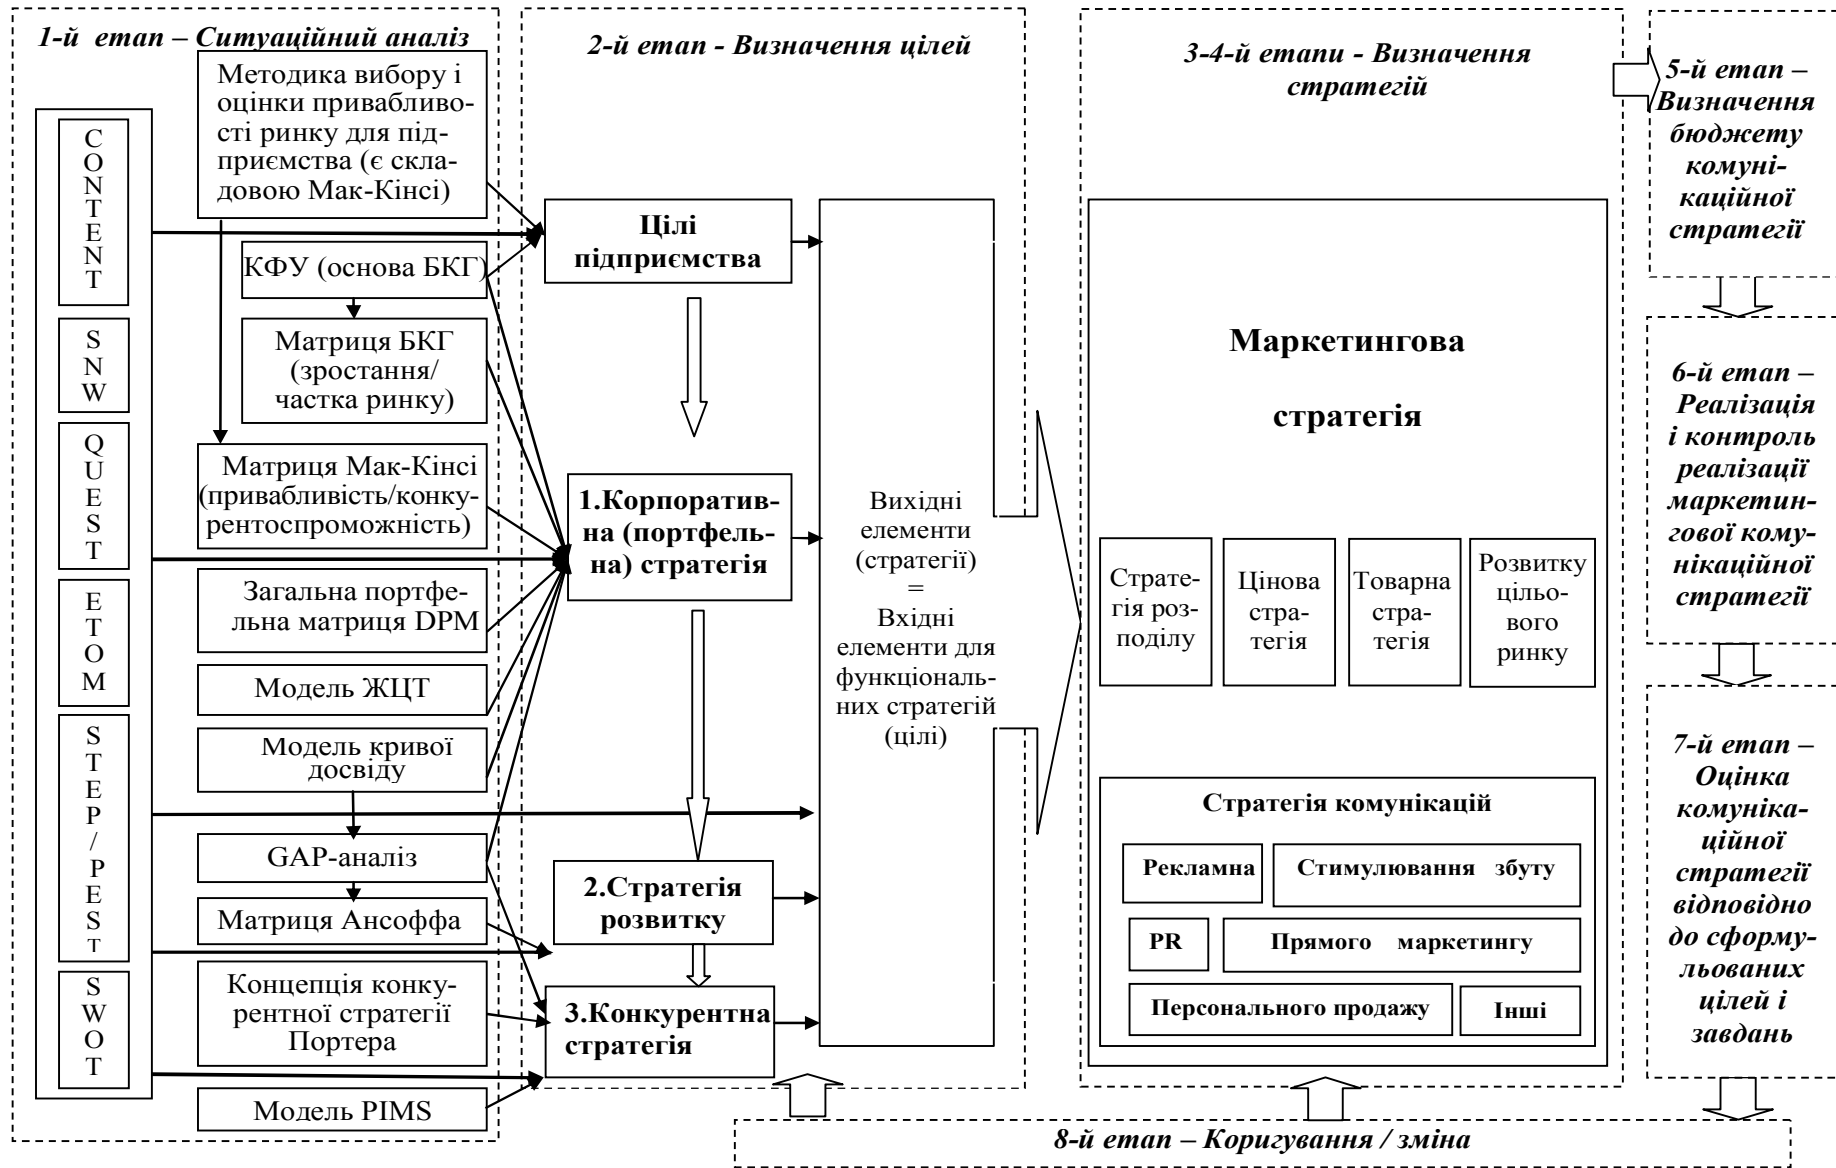 1-й етап – Ситуаційний аналіз
C
O
N
T
E
N
T
S
N
W
Q
U
E
S
T
E
T
O
M
S
T
E
P
/
P
E
S
T
S
W
O
T
Методика вибору і
оцінки привабливо-
сті ринку для під-
приємства (є скла-
довою Мак-Кінсі)
КФУ (основа БКГ)
Матриця БКГ
(зростання/
частка ринку)
Матриця Мак-Кінсі
(привабливість/конку-
рентоспроможність)
Загальна портфе-
льна матриця DPM
Модель ЖЦТ
Модель кривої
досвіду
GAP-аналіз
Матриця Ансоффа
Концепція конку-
рентної стратегії
Портера
Модель PIMS
2-й етап - Визначення цілей
Цілі
підприємства
1.Корпоратив-
на (портфель-
на) стратегія
2.Стратегія
розвитку
3.Конкурентна
стратегія
Вихідні
елементи
(стратегії)
=
Вхідні
елементи для
функціональ-
них стратегій
(цілі)
3-4-й етапи - Визначення
стратегій
Маркетингова
стратегія
Страте-
гія роз-
поділу
Цінова
стра-
тегія
Товарна
стра-
тегія
Розвитку
цільо-
вого
ринку
Стратегія комунікацій
Рекламна
Стимулювання збуту
PR
Прямого маркетингу
Персонального продажу
Інші
5-й етап –
Визначення
бюджету
комуні-
каційної
стратегії
6-й етап –
Реалізація
і контроль
реалізації
маркетин-
гової кому-
нікаційної
стратегії
7-й етап –
Оцінка
комуніка-
ційної
стратегії
відповідно
до сформу-
льованих
цілей і
завдань
8-й етап – Коригування / зміна